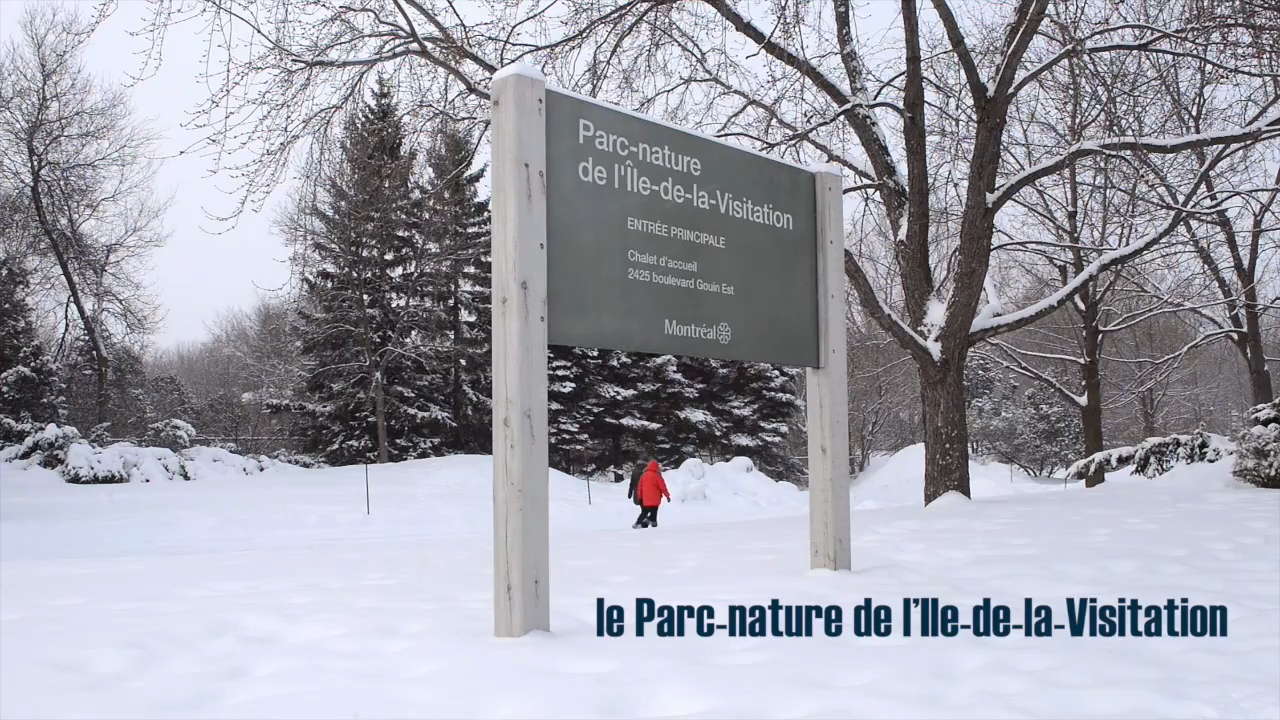 Parc-nature
de l'Île-de-la-Visitation
ENTRÉE PRINCIPALE
Chalet d'accueil
2425 boulevard Gouin Est
Montréal
le Parc-nature de l'Ile-de-la-Visitation